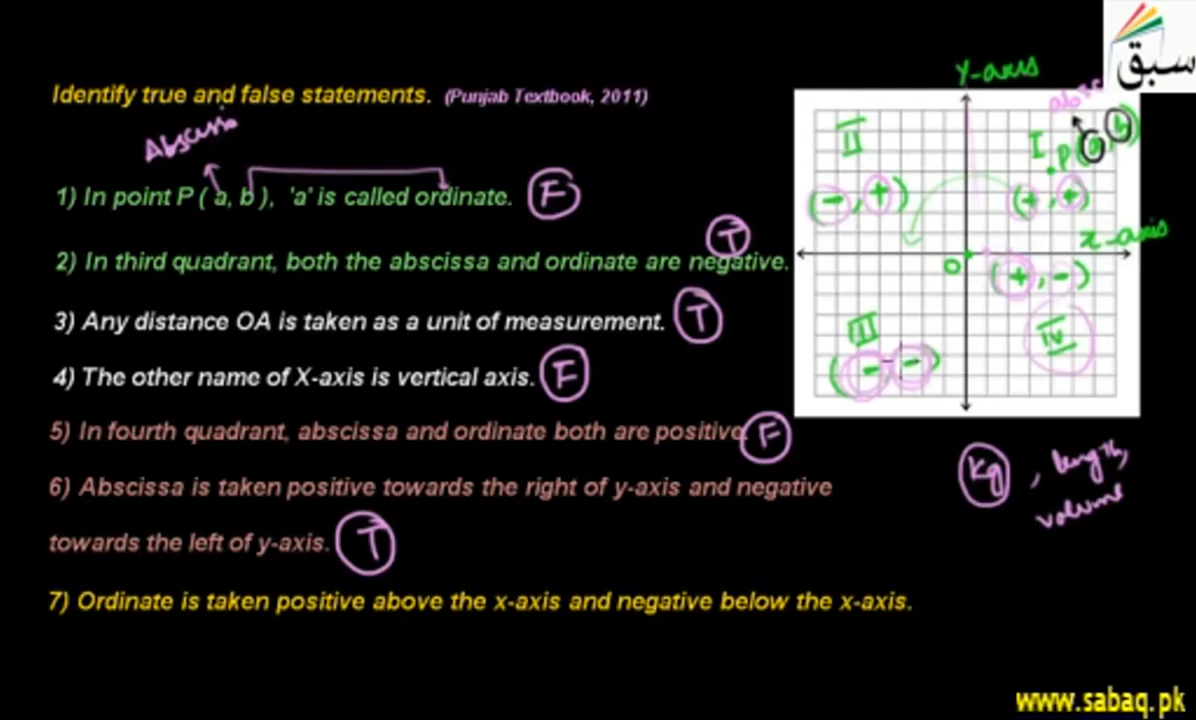 سبق
Y-axis
Identify true and false statements. (Punjab Textbook, 2011)
Abscissa
II
I
P(a, b)
1) In point P ( a, b ), 'a' is called ordinate. F
(-, +)
(+, +)
x-axis
T
2) In third quadrant, both the abscissa and ordinate are negative.
O
(+, -)
3) Any distance OA is taken as a unit of measurement. T
III
IV
4) The other name of X-axis is vertical axis. F
(-, -)
5) In fourth quadrant, abscissa and ordinate both are positive. F
kg, length,
volume
6) Abscissa is taken positive towards the right of y-axis and negative
towards the left of y-axis. T
7) Ordinate is taken positive above the x-axis and negative below the x-axis.
www.sabaq.pk